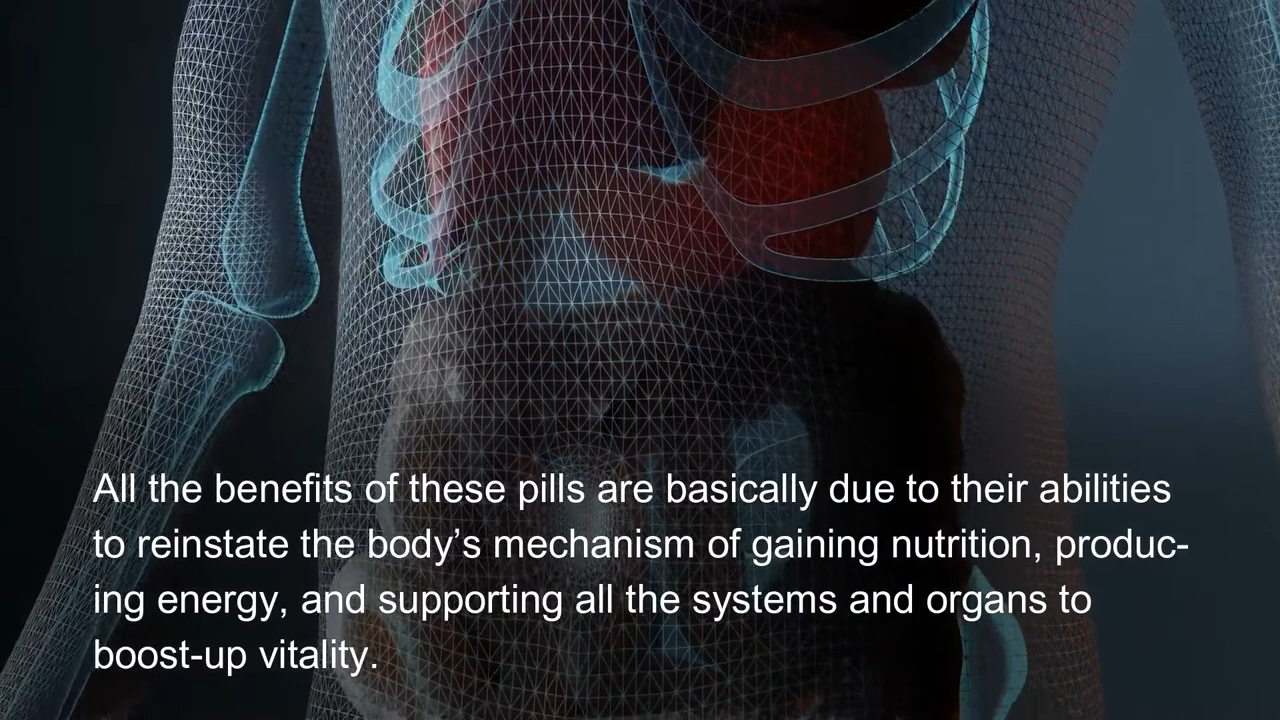 All the benefits of these pills are basically due to their abilities
to reinstate the body’s mechanism of gaining nutrition, produc-
ing energy, and supporting all the systems and organs to
boost-up vitality.